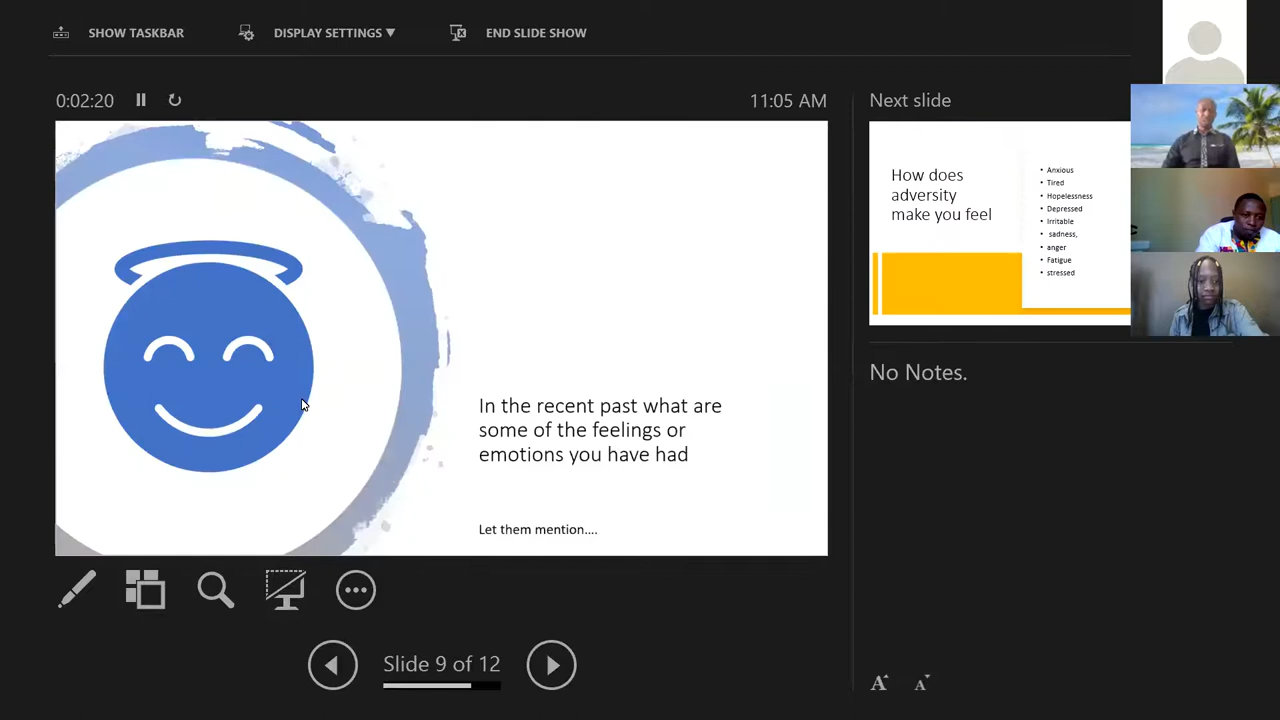 SHOW TASKBAR
DISPLAY SETTINGS ▼
END SLIDE SHOW
0:02:20
11:05 AM
Next slide
In the recent past what are
some of the feelings or
emotions you have had
Let them mention....
How does
adversity
make you feel
• Anxious
• Tired
• Hopelessness
• Depressed
• Irritable
• sadness,
• anger
• Fatigue
• stressed
No Notes.
Slide 9 of 12
A A